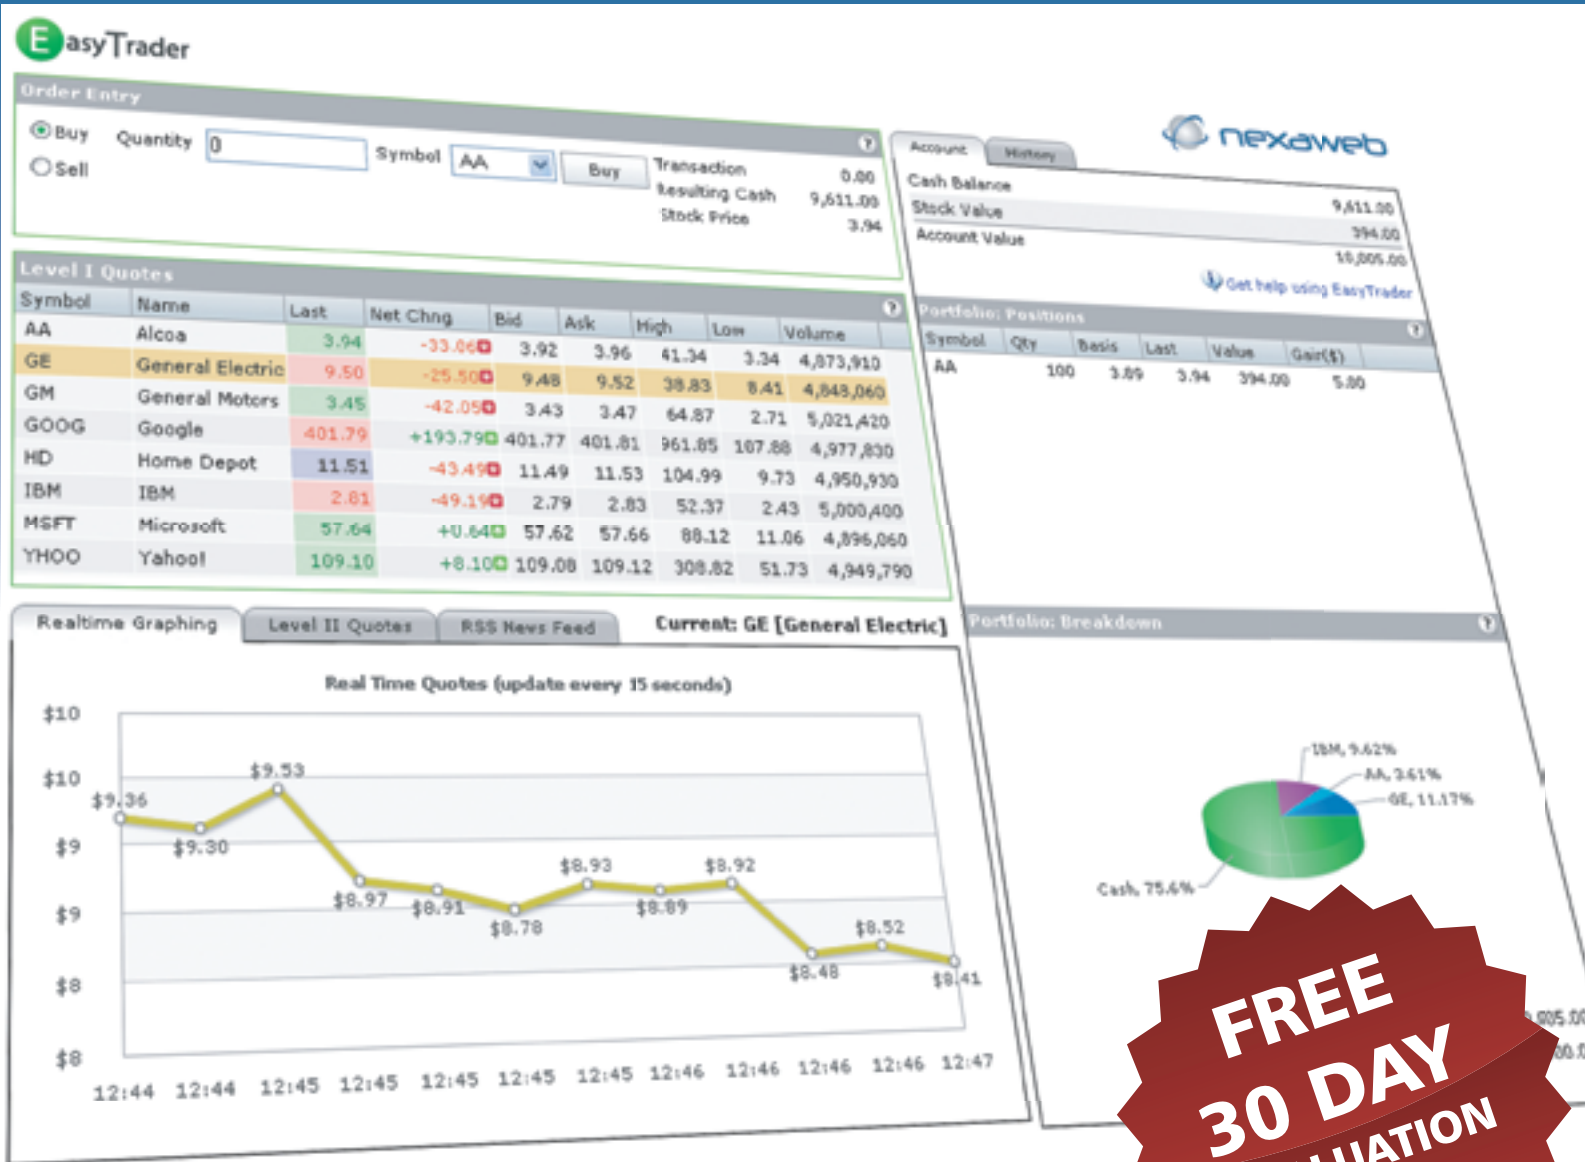 EasyTrader
nexaweb
Order Entry ?
Buy
Sell
Quantity 0
Symbol AA Buy
Transaction 0.00
Resulting Cash 9,611.00
Stock Price 3.94
Account History
Cash Balance 9,611.00
Stock Value 394.00
Account Value 10,005.00
Get help using EasyTrader
Level I Quotes ?
Symbol Name Last Net Chng Bid Ask High Low Volume
AA Alcoa 3.94 -33.06 3.92 3.96 41.34 3.34 4,873,910
GE General Electric 9.50 -25.50 9.48 9.52 38.83 8.41 4,843,060
GM General Motors 3.45 -42.05 3.43 3.47 64.87 2.71 5,021,420
GOOG Google 401.79 +193.79 401.77 401.81 961.85 107.88 4,977,830
HD Home Depot 11.51 -43.49 11.49 11.53 104.99 9.73 4,950,930
IBM IBM 2.81 -49.19 2.79 2.83 52.37 2.43 5,000,400
MSFT Microsoft 57.64 +0.64 57.62 57.66 88.12 11.06 4,896,060
YHOO Yahoo! 109.10 +8.10 109.08 109.12 308.82 51.73 4,949,790
Portfolio: Positions ?
Symbol Qty Basis Last Value Gain($)
AA 100 3.89 3.94 394.00 5.00
Realtime Graphing Level II Quotes RSS News Feed Current: GE [General Electric]
Real Time Quotes (update every 15 seconds)
$10
$10
$9
$9
$8
$8
$9.36
$9.30
$9.53
$8.97
$8.91
$8.78
$8.93
$8.89
$8.92
$8.48
$8.52
$8.41
12:44 12:44 12:45 12:45 12:45 12:45 12:45 12:46 12:46 12:46 12:46 12:47
Portfolio: Breakdown ?
IBM, 9.62%
AA, 3.61%
GE, 11.17%
Cash, 75.6%
FREE
30 DAY